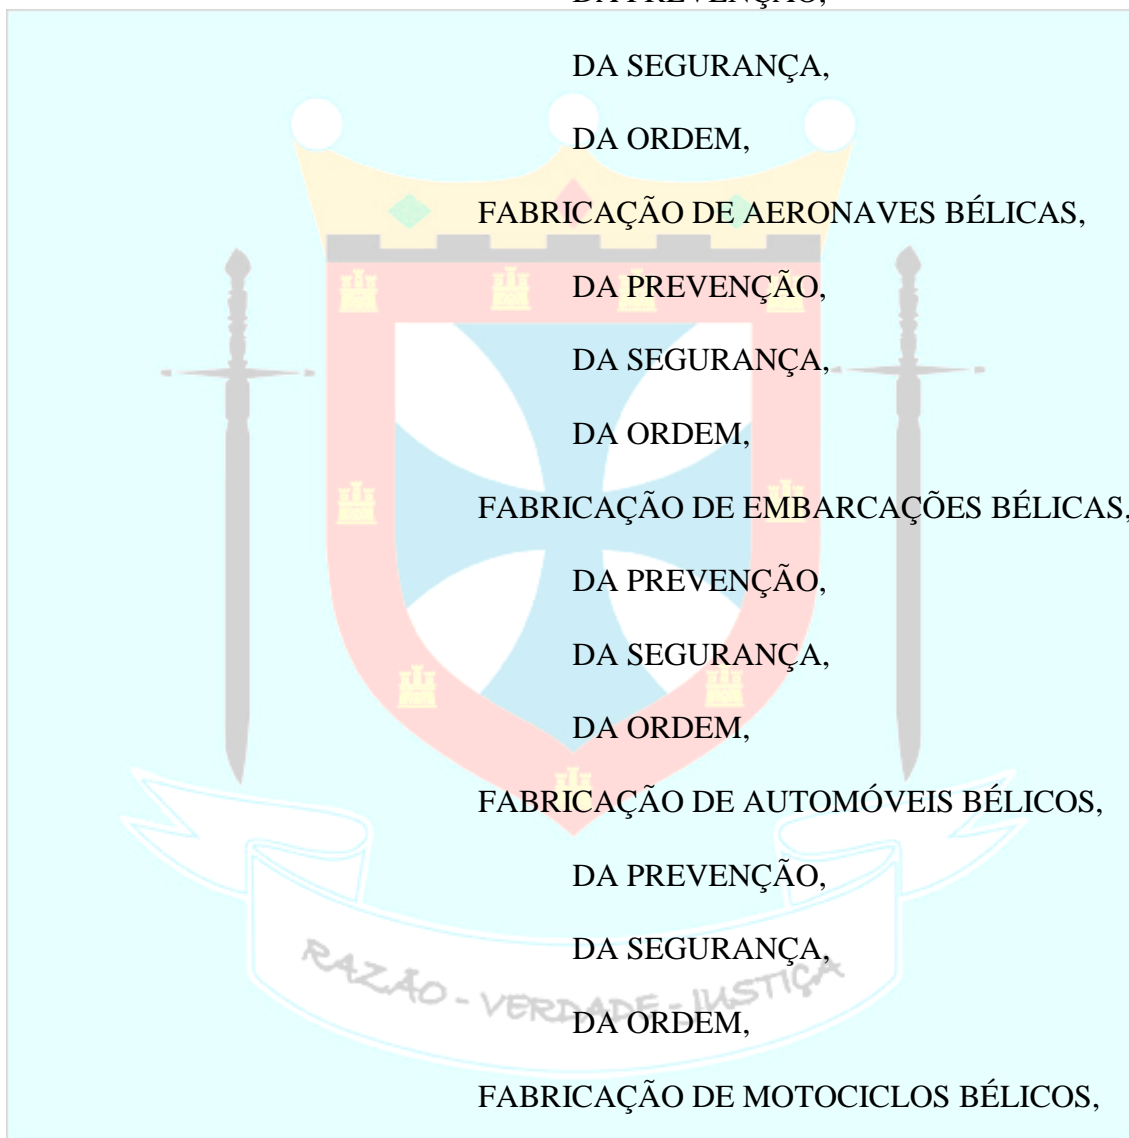 DA PREVENÇÃO,
DA SEGURANÇA,
DA ORDEM,
FABRICAÇÃO DE AERONAVES BÉLICAS,
DA PREVENÇÃO,
DA SEGURANÇA,
DA ORDEM,
FABRICAÇÃO DE EMBARCAÇÕES BÉLICAS,
DA PREVENÇÃO,
DA SEGURANÇA,
DA ORDEM,
FABRICAÇÃO DE AUTOMÓVEIS BÉLICOS,
DA PREVENÇÃO,
DA SEGURANÇA,
RAZÃO - VERDADE - JUSTIÇA
DA ORDEM,
FABRICAÇÃO DE MOTOCICLOS BÉLICOS,